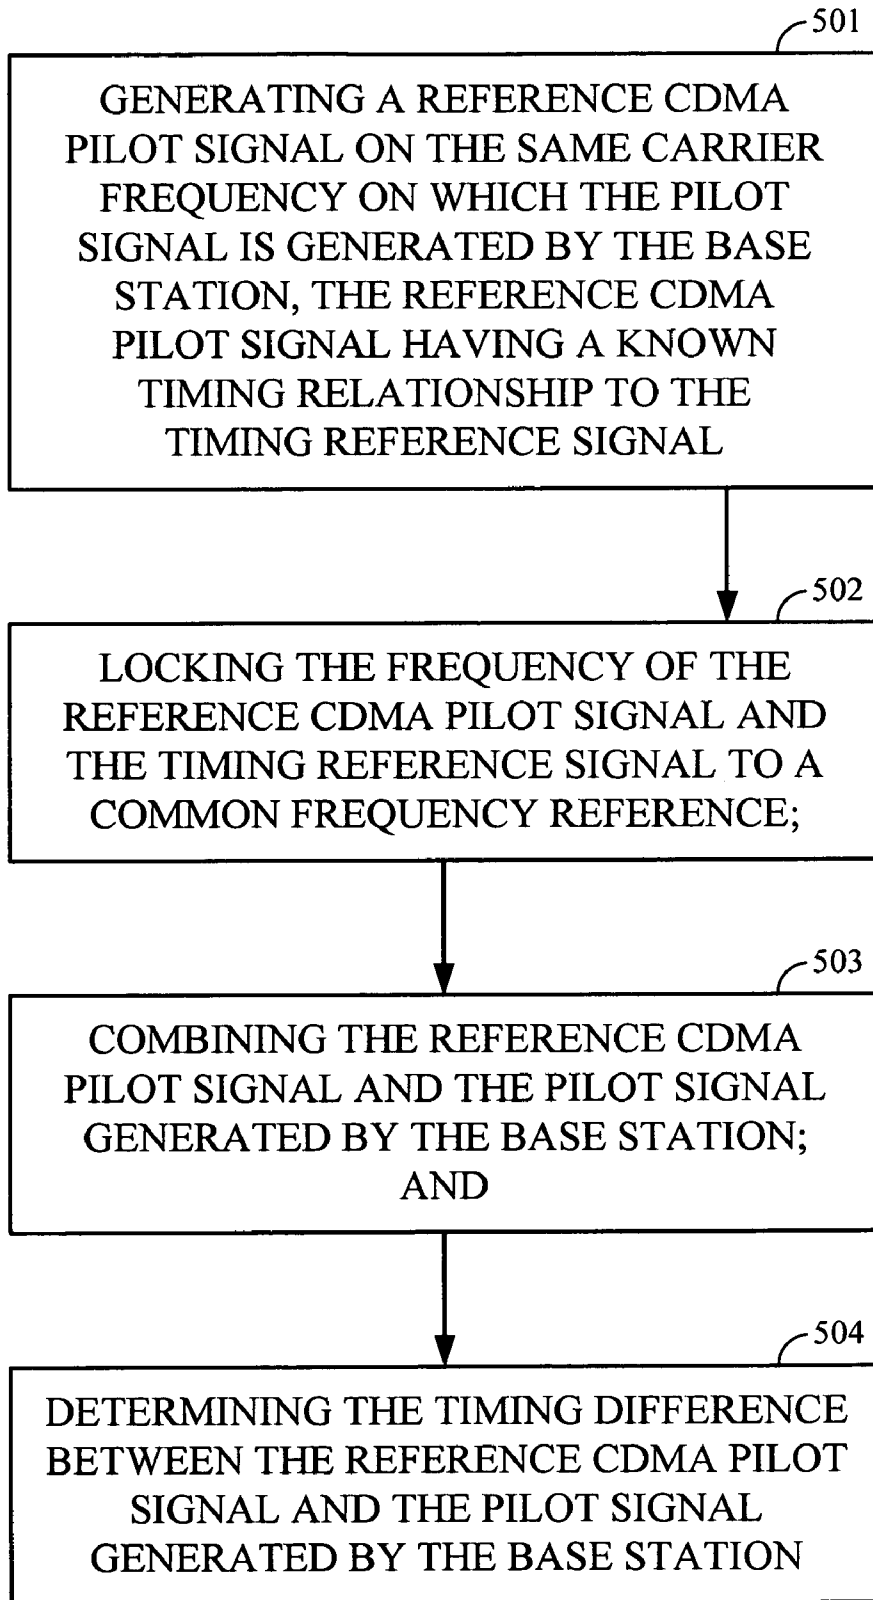 501
GENERATING A REFERENCE CDMA
PILOT SIGNAL ON THE SAME CARRIER
FREQUENCY ON WHICH THE PILOT
SIGNAL IS GENERATED BY THE BASE
STATION, THE REFERENCE CDMA
PILOT SIGNAL HAVING A KNOWN
TIMING RELATIONSHIP TO THE
TIMING REFERENCE SIGNAL
502
LOCKING THE FREQUENCY OF THE
REFERENCE CDMA PILOT SIGNAL AND
THE TIMING REFERENCE SIGNAL TO A
COMMON FREQUENCY REFERENCE;
503
COMBINING THE REFERENCE CDMA
PILOT SIGNAL AND THE PILOT SIGNAL
GENERATED BY THE BASE STATION;
AND
504
DETERMINING THE TIMING DIFFERENCE
BETWEEN THE REFERENCE CDMA PILOT
SIGNAL AND THE PILOT SIGNAL
GENERATED BY THE BASE STATION